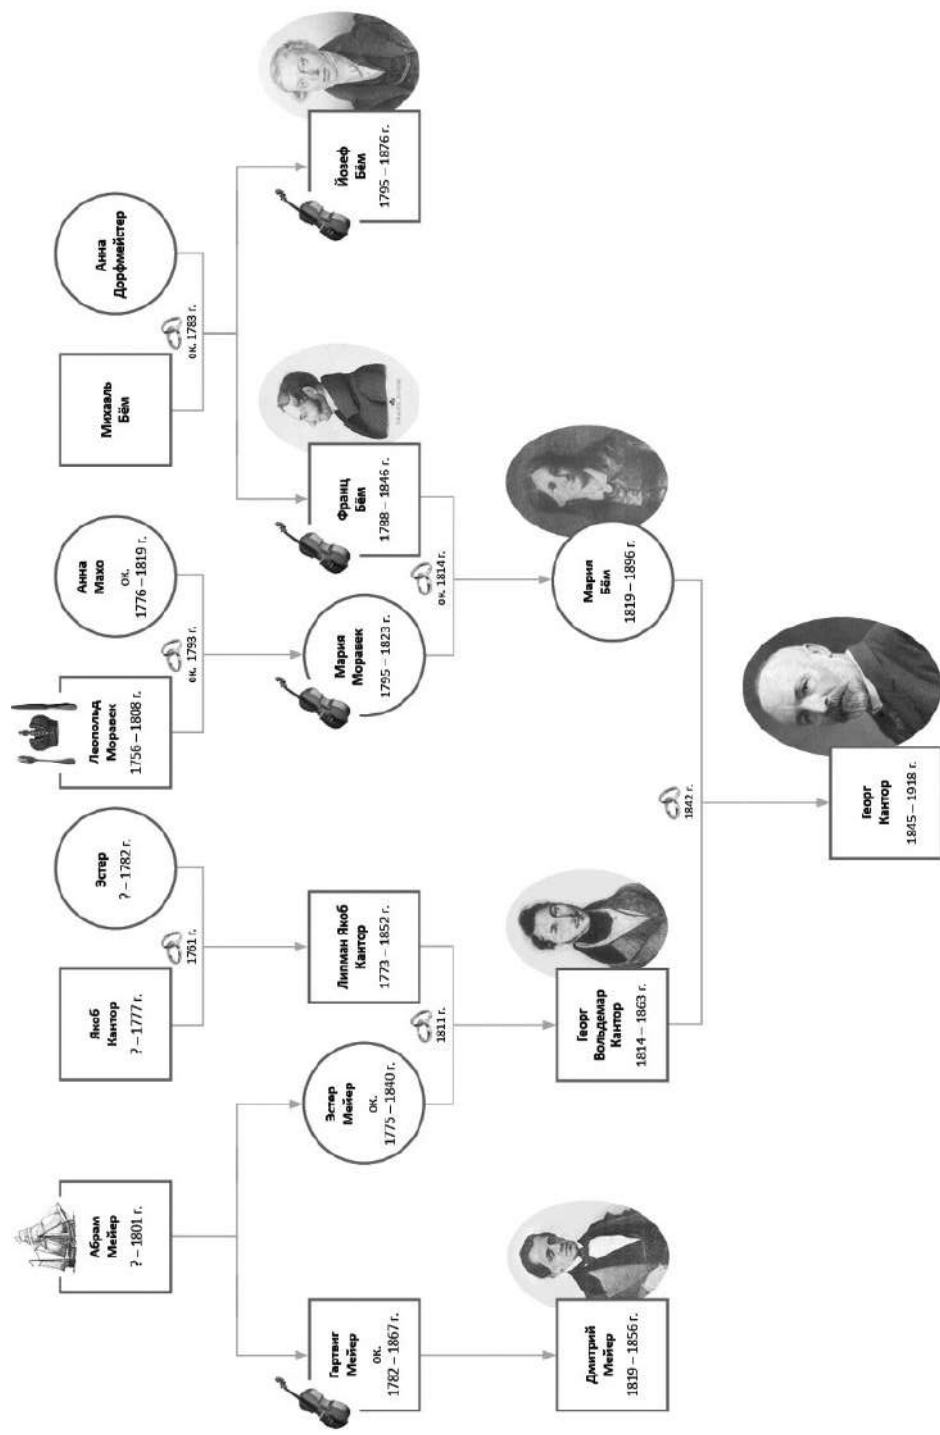 Абрам
Мейер
? – 1801 г.
Якоб
Кантор
? – 1777 г.
Эстер
? – 1782 г.
1761 г.
Леопольд
Моравек
1756 – 1808 г.
Анна
Махо
ок.
1776 – 1819 г.
ок. 1793 г.
Михаэль
Бём
Анна
Дорфмейстер
ок. 1783 г.
Гартвиг
Мейер
ок.
1782 – 1867 г.
Эстер
Мейер
ок.
1775 – 1840 г.
Липман Якоб
Кантор
1773 – 1852 г.
1811 г.
Мария
Моравек
1795 – 1823 г.
Франц
Бём
1788 – 1846 г.
ок. 1814 г.
Йозеф
Бём
1795 – 1876 г.
Дмитрий
Мейер
1819 – 1856 г.
Георг
Вольдемар
Кантор
1814 – 1863 г.
Мария
Бём
1819 – 1896 г.
1842 г.
Георг
Кантор
1845 – 1918 г.